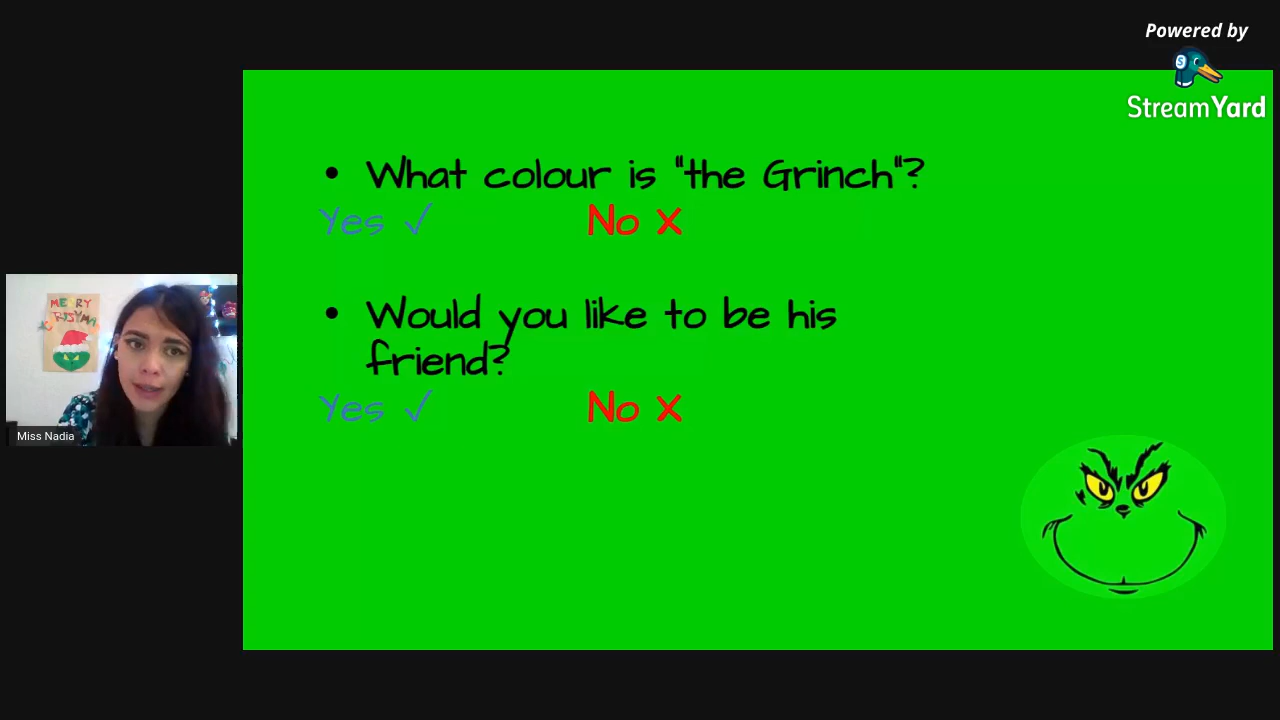 Powered by
StreamYard
• What colour is "the Grinch"?
Yes ✓ No X
• Would you like to be his
friend?
Yes ✓ No X
MERRY
Miss Nadia